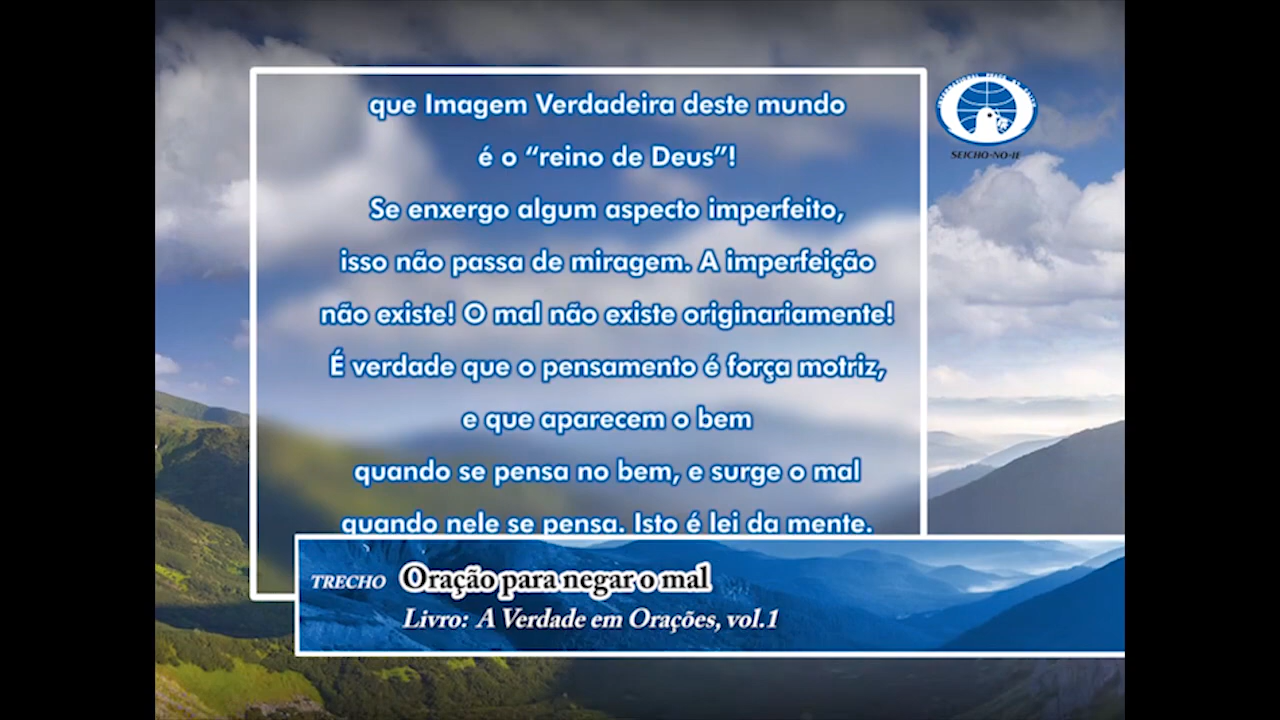 que Imagem Verdadeira deste mundo
é o “reino de Deus”!
Se enxergo algum aspecto imperfeito,
isso não passa de miragem. A imperfeição
não existe! O mal não existe originariamente!
É verdade que o pensamento é força motriz,
e que aparecem o bem
quando se pensa no bem, e surge o mal
quando nele se pensa. Isto é lei da mente.
TRECHO Oração para negar o mal
Livro: A Verdade em Orações, vol.1
SEICHO-NO-IE